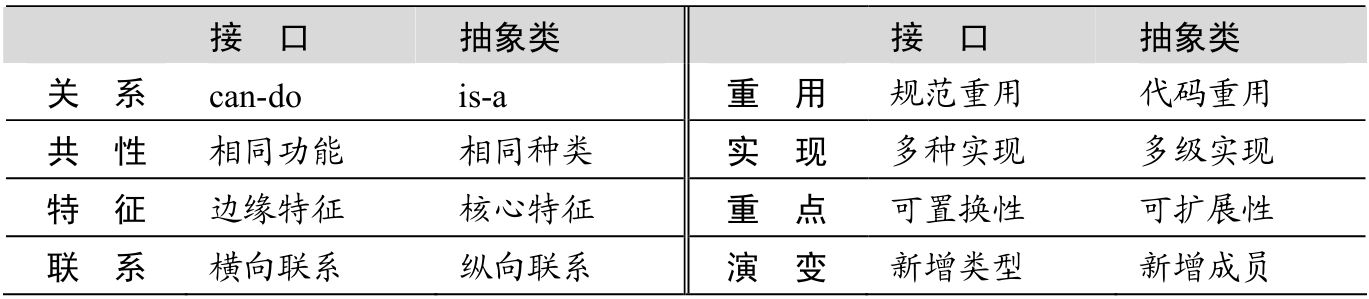 接 口 抽象类 接 口 抽象类
关 系 can-do is-a 重 用 规范重用 代码重用
共 性 相同功能 相同种类 实 现 多种实现 多级实现
特 征 边缘特征 核心特征 重 点 可置换性 可扩展性
联 系 横向联系 纵向联系 演 变 新增类型 新增成员